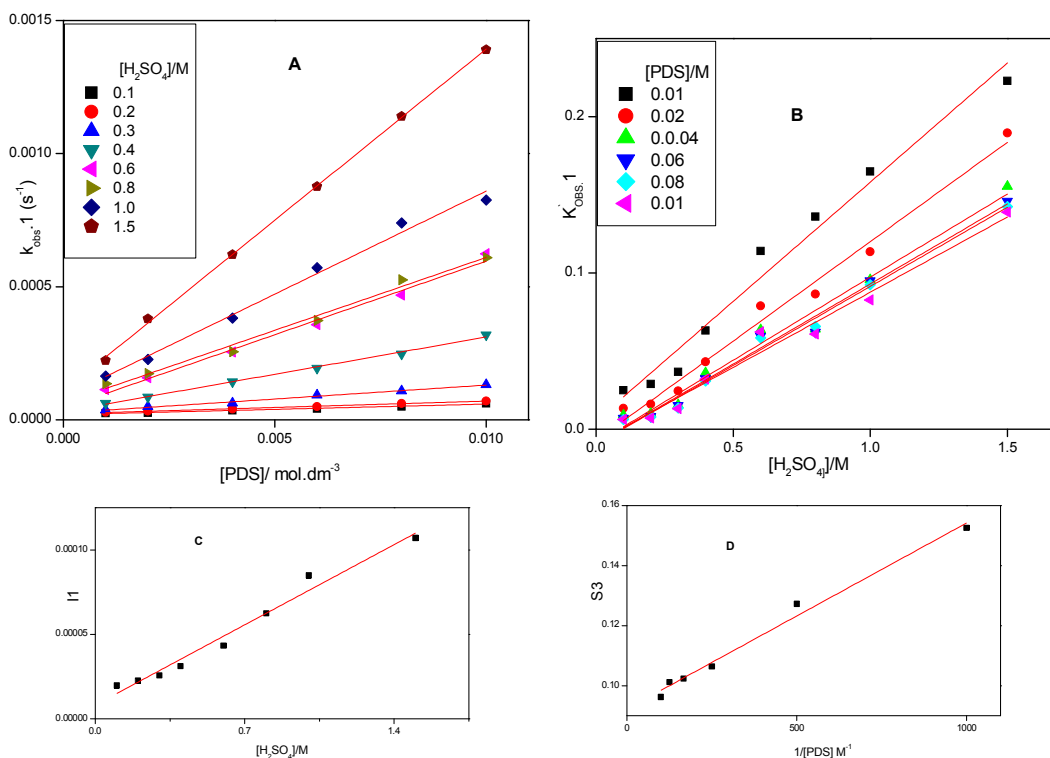 A
[H2SO4]/M
0.1
0.2
0.3
0.4
0.6
0.8
1.0
1.5
0.0015
0.0010
0.0005
0.0000
kobs.1 (s-1)
0.000
0.005
0.010
[PDS]/ mol.dm-3
B
[PDS]/M
0.01
0.02
0.0.04
0.06
0.08
0.01
0.2
0.1
0.0
K'OBS.1
0.0
0.5
1.0
1.5
[H2SO4]/M
C
0.00010
0.00005
0.00000
I1
0.0
0.7
1.4
[H2SO4]/M
D
0.16
0.14
0.12
0.10
S3
0
500
1000
1/[PDS] M-1